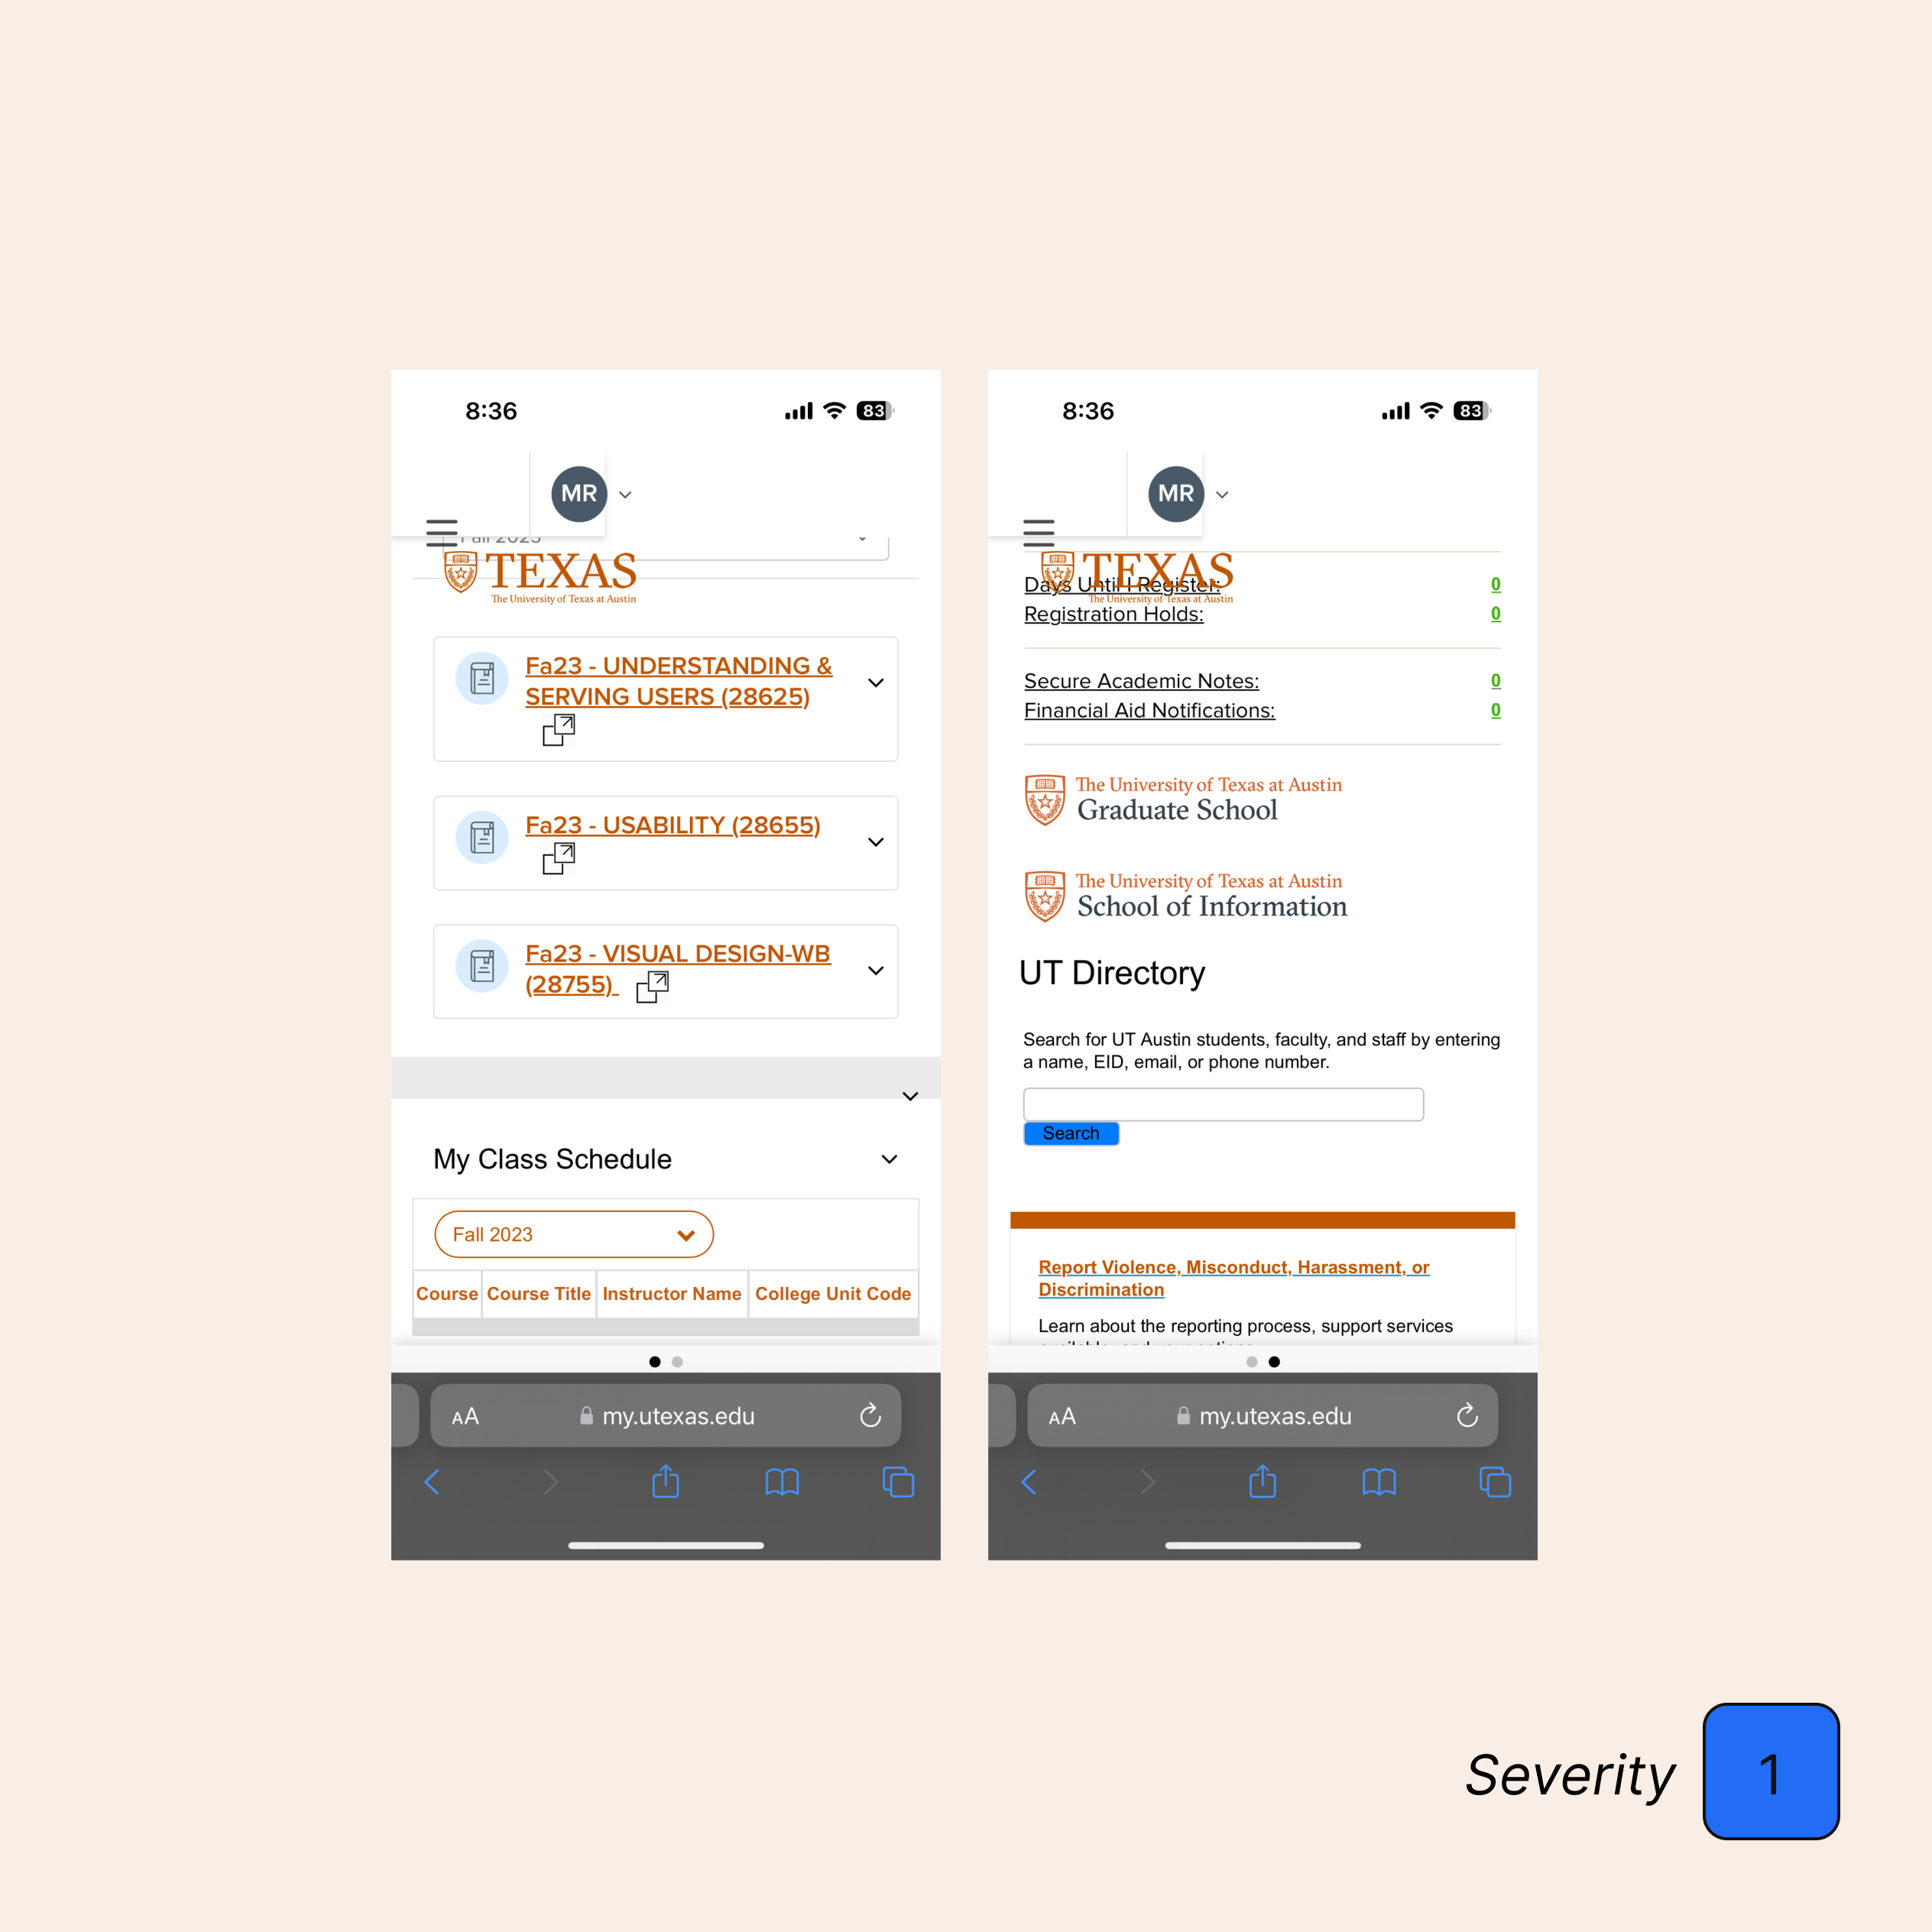 8:36
83
MR
Fall 2023
TEXAS
The University of Texas at Austin
Fa23 - UNDERSTANDING &
SERVING USERS (28625)
Fa23 - USABILITY (28655)
Fa23 - VISUAL DESIGN-WB
(28755)
My Class Schedule
Fall 2023
Course Course Title Instructor Name College Unit Code
AA my.utexas.edu
8:36
83
MR
TEXAS
Days Until I Register: 0
The University of Texas at Austin
Registration Holds: 0
Secure Academic Notes: 0
Financial Aid Notifications: 0
The University of Texas at Austin
Graduate School
The University of Texas at Austin
School of Information
UT Directory
Search for UT Austin students, faculty, and staff by entering
a name, EID, email, or phone number.
Search
Report Violence, Misconduct, Harassment, or
Discrimination
Learn about the reporting process, support services
AA my.utexas.edu
Severity 1